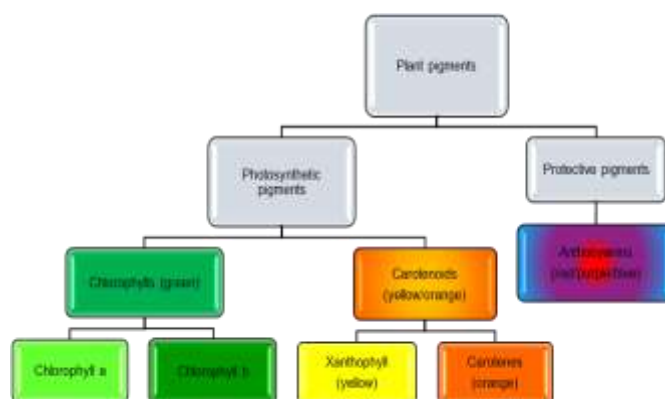 Plant pigments
Photosynthetic
pigments
Protective pigments
Chlorophylls (green)
Carotenoids
(yellow/orange)
Anthocyanins
(red/purple/blue)
Chlorophyll a
Chlorophyll b
Xanthophyll
(yellow)
Carotenes
(orange)